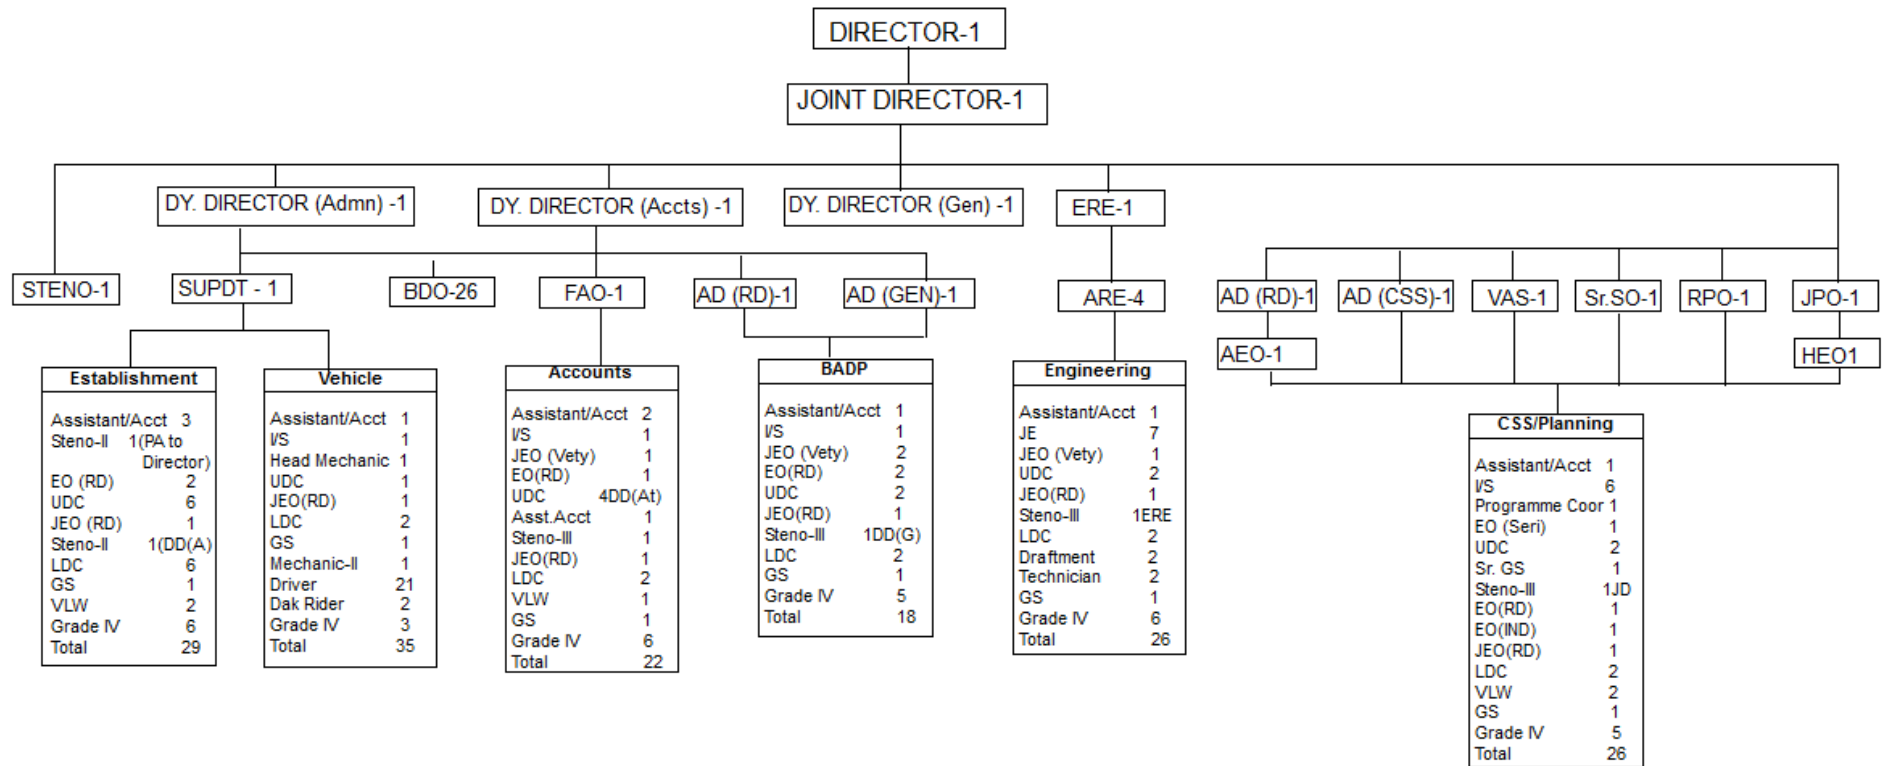 DIRECTOR-1
JOINT DIRECTOR-1
DY. DIRECTOR (Admn) -1
DY. DIRECTOR (Accts) -1
DY. DIRECTOR (Gen) -1
ERE-1
STENO-1
SUPDT - 1
BDO-26
FAO-1
AD (RD)-1
AD (GEN)-1
ARE-4
AD (RD)-1
AD (CSS)-1
VAS-1
Sr.SO-1
RPO-1
JPO-1
AEO-1
HEO1
Establishment
Assistant/Acct 3
Steno-II 1(PA to
Director)
EO (RD) 2
UDC 6
JEO (RD) 1
Steno-II 1(DD(A)
LDC 6
GS 1
VLW 2
Grade IV 6
Total 29
Vehicle
Assistant/Acct 1
I/S 1
Head Mechanic 1
UDC 1
JEO(RD) 1
LDC 2
GS 1
Mechanic-II 1
Driver 21
Dak Rider 2
Grade IV 3
Total 35
Accounts
Assistant/Acct 2
I/S 1
JEO (Vety) 1
EO(RD) 1
UDC 4DD(At)
Asst.Acct 1
Steno-III 1
JEO(RD) 1
LDC 2
VLW 1
GS 1
Grade IV 6
Total 22
BADP
Assistant/Acct 1
I/S 1
JEO (Vety) 2
EO(RD) 2
UDC 2
JEO(RD) 1
Steno-III 1DD(G)
LDC 2
GS 1
Grade IV 5
Total 18
Engineering
Assistant/Acct 1
JE 7
JEO (Vety) 1
UDC 2
JEO(RD) 1
Steno-III 1ERE
LDC 2
Draftment 2
Technician 2
GS 1
Grade IV 6
Total 26
CSS/Planning
Assistant/Acct 1
I/S 6
Programme Coor 1
EO (Seri) 1
UDC 2
Sr. GS 1
Steno-III 1JD
EO(RD) 1
EO(IND) 1
JEO(RD) 1
LDC 2
VLW 2
GS 1
Grade IV 5
Total 26